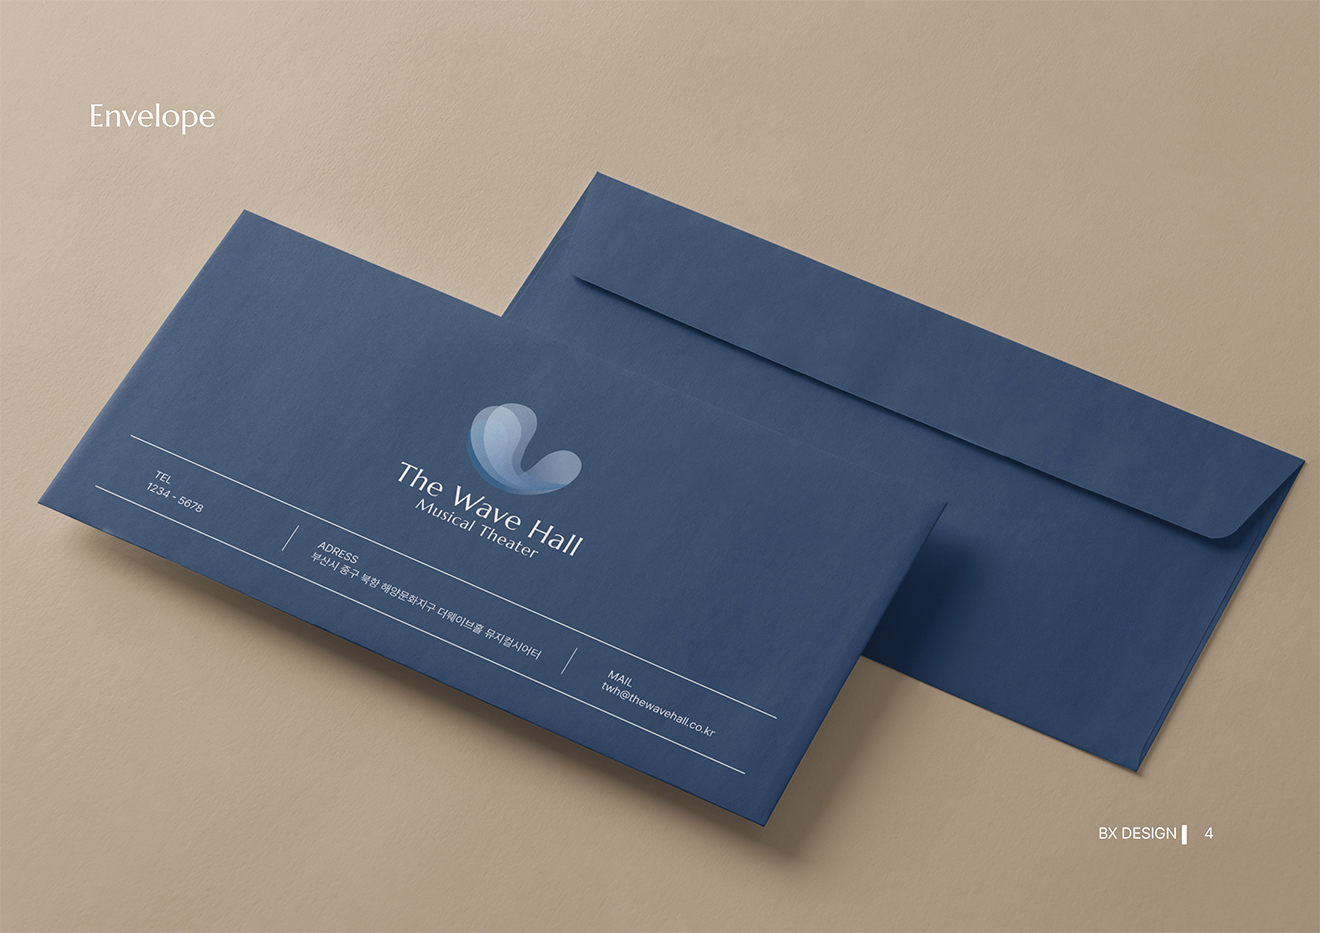 Envelope
The Wave Hall
Musical Theater
TEL
1234 - 5678
ADRESS
부산시 중구 북항 해양문화지구 더웨이브홀 뮤지컬시어터
MAIL
twh@thewavehall.co.kr
BX DESIGN 4